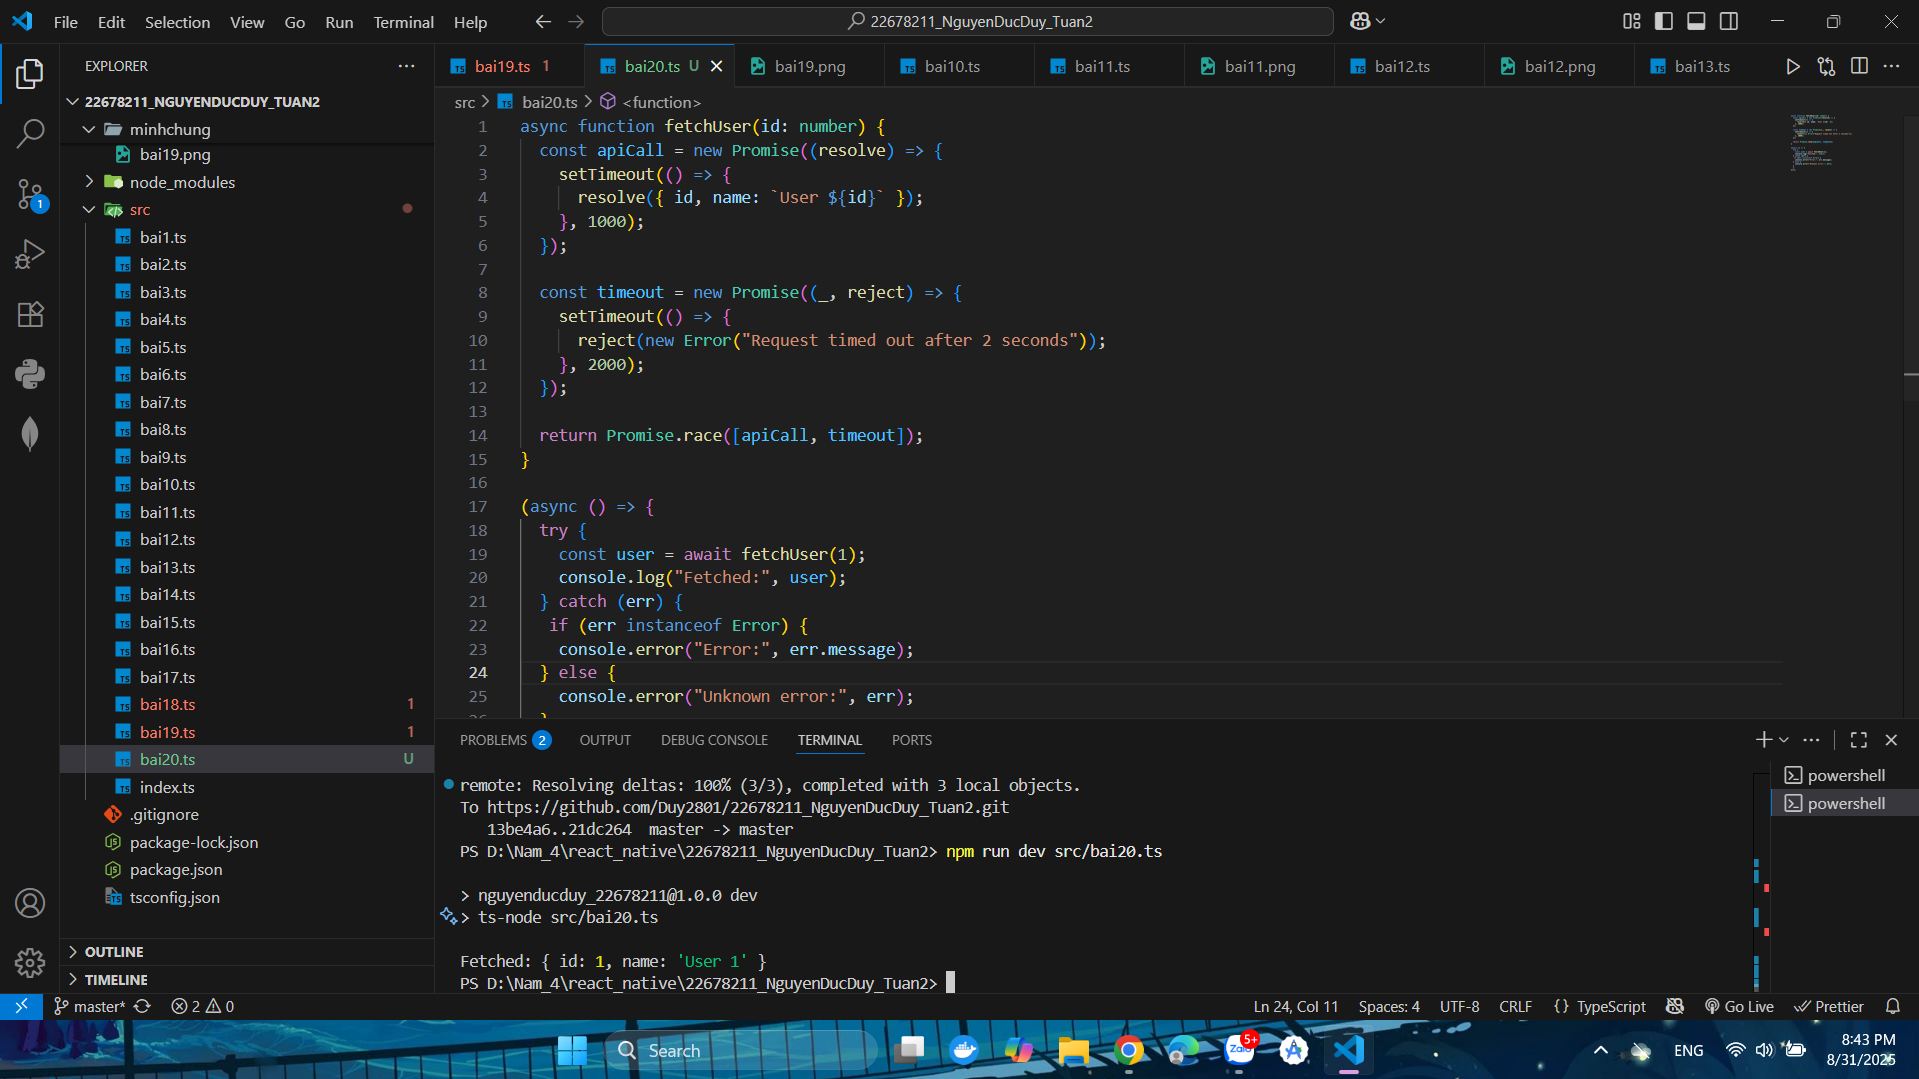 File Edit Selection View Go Run Terminal Help
22678211_NguyenDucDuy_Tuan2
EXPLORER
22678211_NGUYENDUCDUY_TUAN2
minhchung
bai19.png
node_modules
src
bai1.ts
bai2.ts
bai3.ts
bai4.ts
bai5.ts
bai6.ts
bai7.ts
bai8.ts
bai9.ts
bai10.ts
bai11.ts
bai12.ts
bai13.ts
bai14.ts
bai15.ts
bai16.ts
bai17.ts
bai18.ts 1
bai19.ts 1
bai20.ts U
index.ts
.gitignore
package-lock.json
package.json
tsconfig.json
OUTLINE
TIMELINE
1
bai19.ts 1 bai20.ts U bai19.png bai10.ts bai11.ts bai11.png bai12.ts bai12.png bai13.ts
src > bai20.ts > <function>
1 async function fetchUser(id: number) {
2 const apiCall = new Promise((resolve) => {
3 setTimeout(() => {
4 resolve({ id, name: `User ${id}` });
5 }, 1000);
6 });
7
8 const timeout = new Promise((_, reject) => {
9 setTimeout(() => {
10 reject(new Error("Request timed out after 2 seconds"));
11 }, 2000);
12 });
13
14 return Promise.race([apiCall, timeout]);
15 }
16
17 (async () => {
18 try {
19 const user = await fetchUser(1);
20 console.log("Fetched:", user);
21 } catch (err) {
22 if (err instanceof Error) {
23 console.error("Error:", err.message);
24 } else {
25 console.error("Unknown error:", err);
PROBLEMS 2 OUTPUT DEBUG CONSOLE TERMINAL PORTS
remote: Resolving deltas: 100% (3/3), completed with 3 local objects.
To https://github.com/Duy2801/22678211_NguyenDucDuy_Tuan2.git
13be4a6..21dc264 master -> master
PS D:\Nam_4\react_native\22678211_NguyenDucDuy_Tuan2> npm run dev src/bai20.ts
> nguyenducduy_22678211@1.0.0 dev
> ts-node src/bai20.ts
Fetched: { id: 1, name: 'User 1' }
PS D:\Nam_4\react_native\22678211_NguyenDucDuy_Tuan2>
powershell
powershell
master* 2 0 Ln 24, Col 11 Spaces: 4 UTF-8 CRLF {} TypeScript Go Live Prettier
Search
Zalo 5+
ENG
8:43 PM
8/31/2025